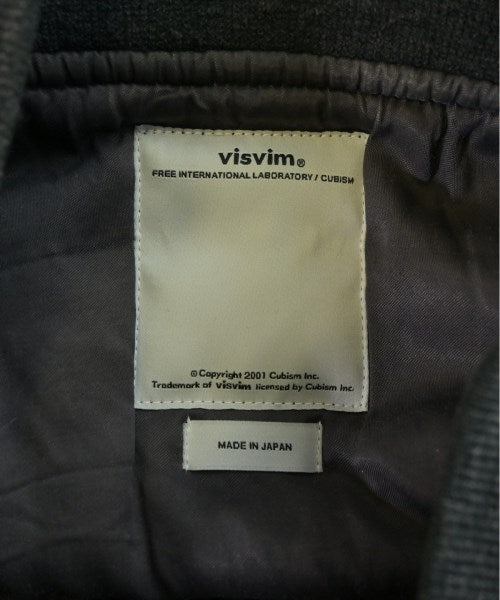 visvim®
FREE INTERNATIONAL LABORATORY / CUBISM
© Copyright 2001 Cubism Inc.
Trademark of visvim licensed by Cubism Inc.
MADE IN JAPAN